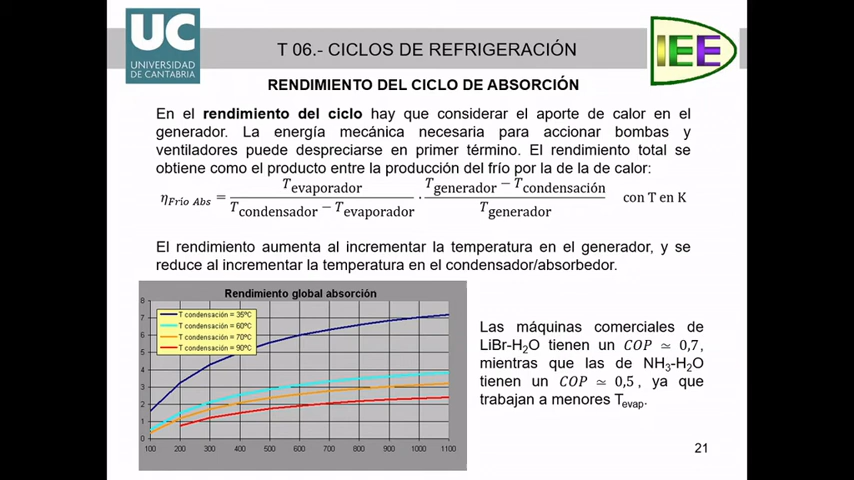 UC
UNIVERSIDAD
DE CANTABRIA
T 06.- CICLOS DE REFRIGERACIÓN
IEE
RENDIMIENTO DEL CICLO DE ABSORCIÓN
En el rendimiento del ciclo hay que considerar el aporte de calor en el
generador. La energía mecánica necesaria para accionar bombas y
ventiladores puede despreciarse en primer término. El rendimiento total se
obtiene como el producto entre la producción del frío por la de la de calor:
η_Frío Abs = T_evaporador / (T_condensador − T_evaporador) · (T_generador − T_condensación) / T_generador con T en K
El rendimiento aumenta al incrementar la temperatura en el generador, y se
reduce al incrementar la temperatura en el condensador/absorbedor.
Rendimiento global absorción
8
7
6
5
4
3
2
1
0
T condensación = 35ºC
T condensación = 60ºC
T condensación = 70ºC
T condensación = 90ºC
100 200 300 400 500 600 700 800 900 1000 1100
Las máquinas comerciales de
LiBr-H₂O tienen un COP ≃ 0,7,
mientras que las de NH₃-H₂O
tienen un COP ≃ 0,5 , ya que
trabajan a menores T_evap.
21